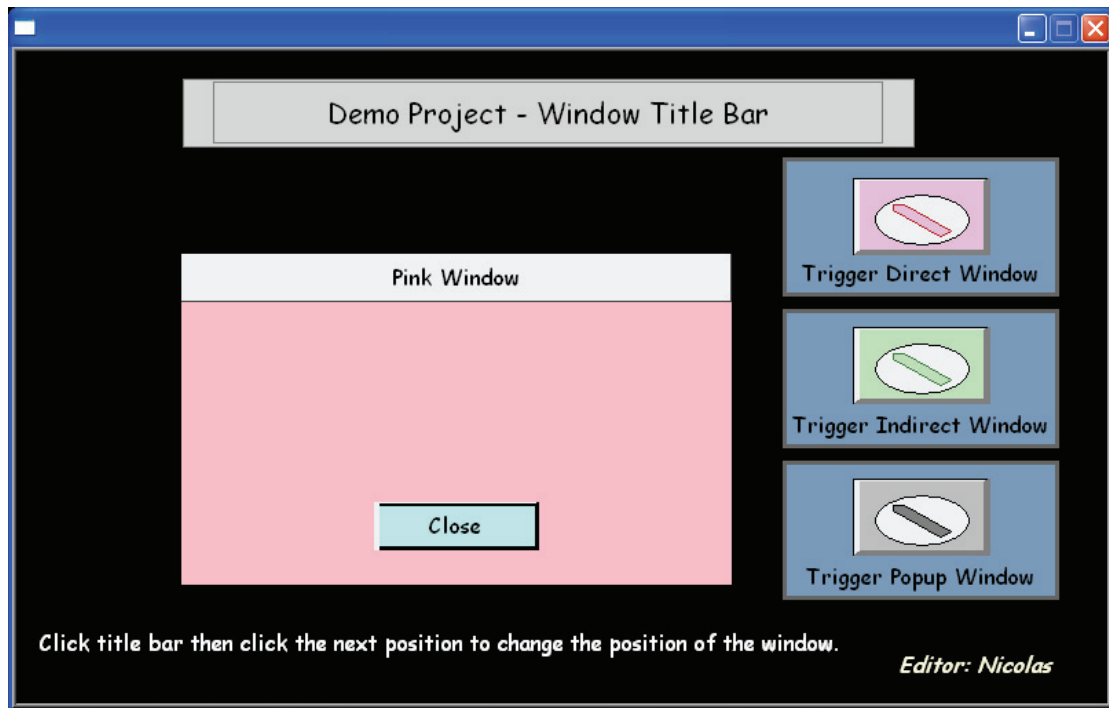 Demo Project - Window Title Bar
Pink Window
Close
Trigger Direct Window
Trigger Indirect Window
Trigger Popup Window
Click title bar then click the next position to change the position of the window.
Editor: Nicolas